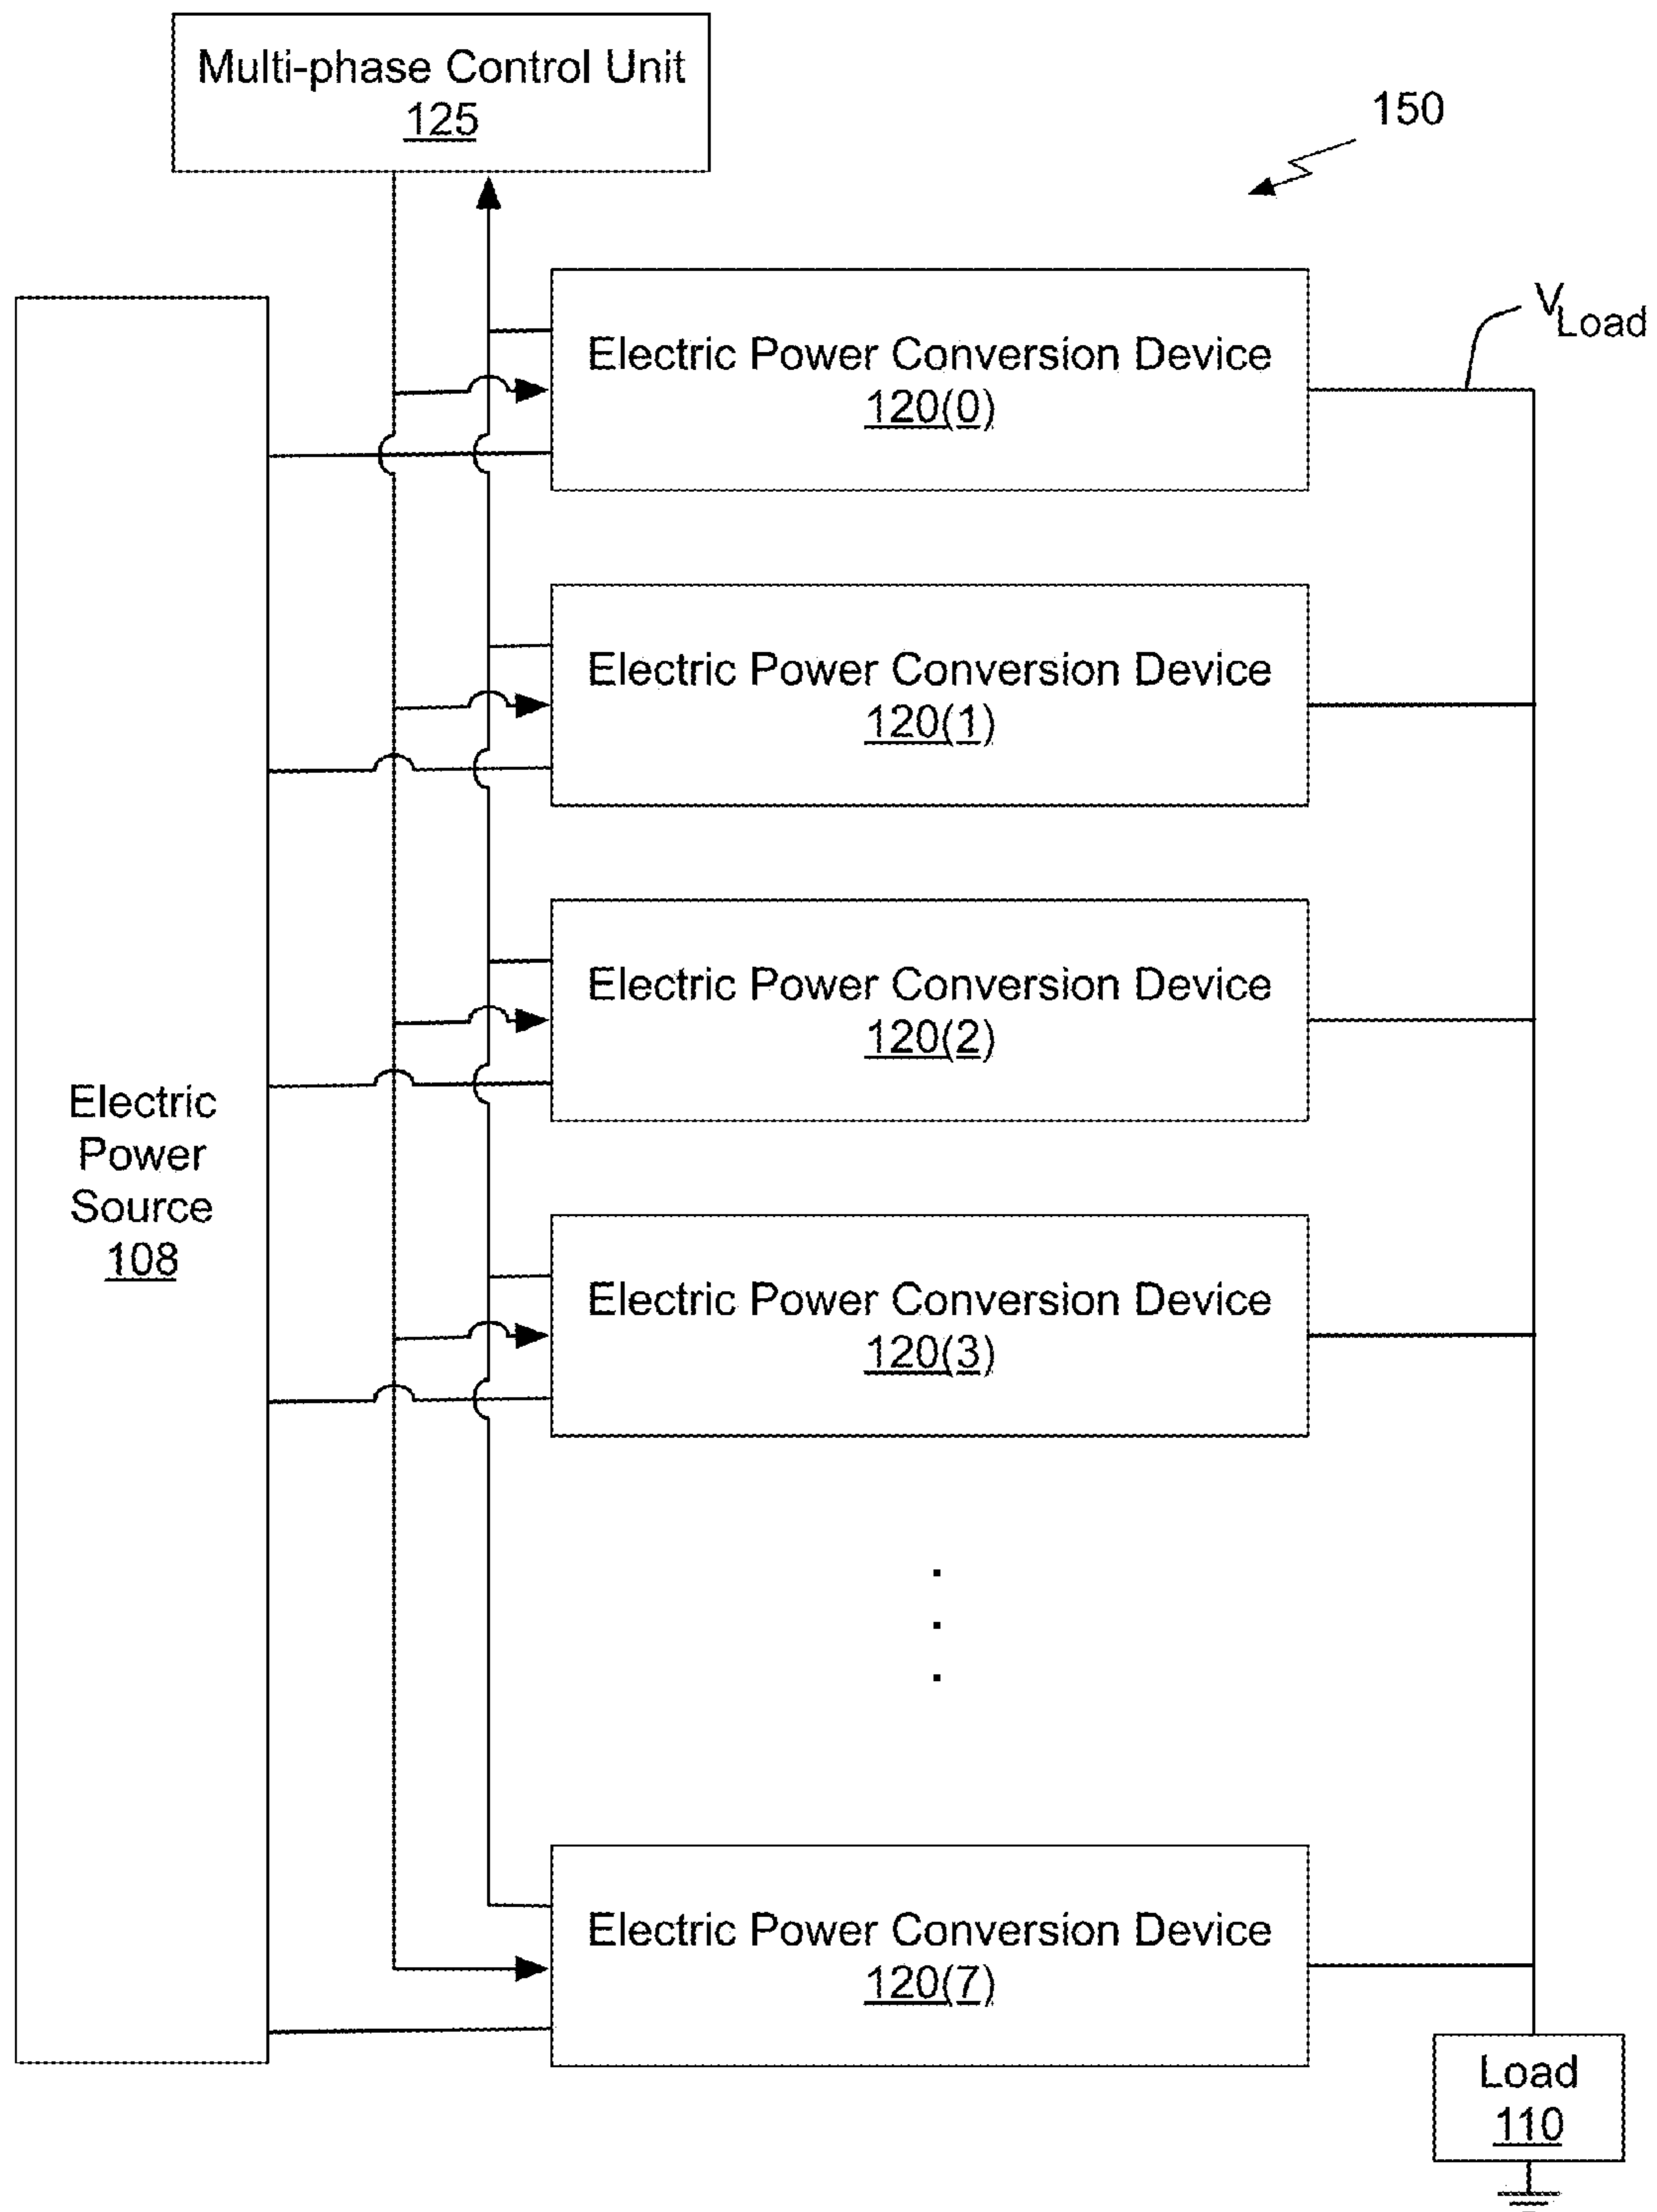 Multi-phase Control Unit
125
150
V Load
Electric Power Conversion Device
120(0)
Electric Power Conversion Device
120(1)
Electric Power Conversion Device
120(2)
Electric Power Source
108
Electric Power Conversion Device
120(3)
.
.
.
Electric Power Conversion Device
120(7)
Load
110